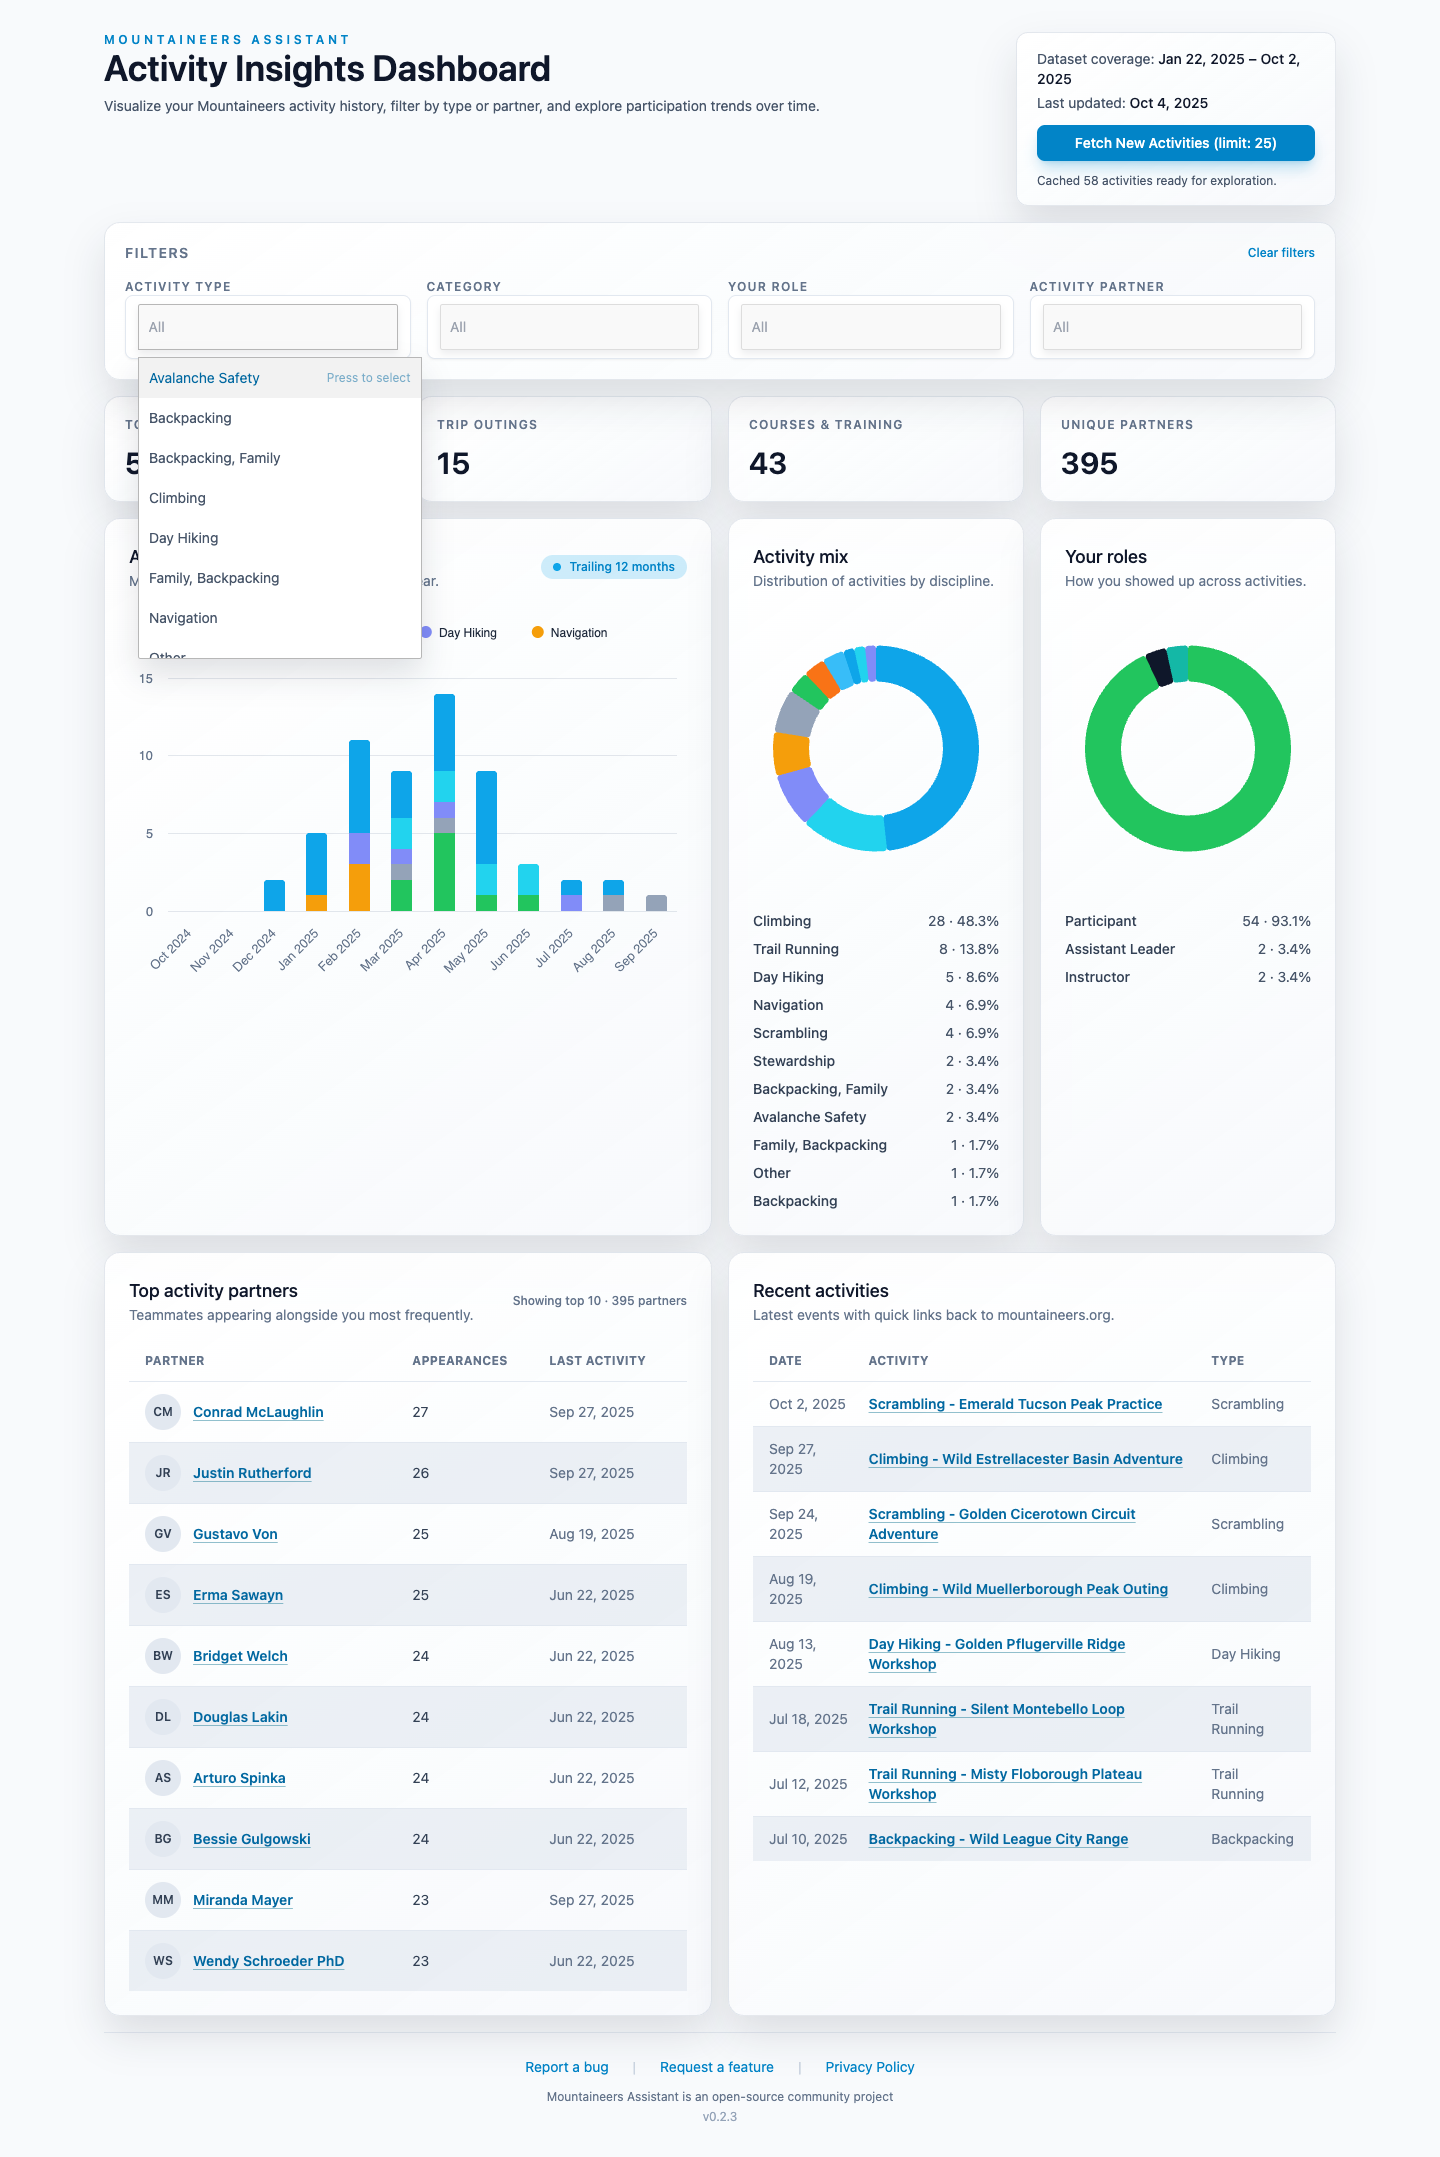 MOUNTAINEERS ASSISTANT
Activity Insights Dashboard
Visualize your Mountaineers activity history, filter by type or partner, and explore participation trends over time.
Dataset coverage: Jan 22, 2025 – Oct 2,
2025
Last updated: Oct 4, 2025
Fetch New Activities (limit: 25)
Cached 58 activities ready for exploration.
FILTERS
Clear filters
ACTIVITY TYPE
CATEGORY
YOUR ROLE
ACTIVITY PARTNER
All
All
All
All
Avalanche Safety Press to select
Backpacking
Backpacking, Family
Climbing
Day Hiking
Family, Backpacking
Navigation
Other
TRIP OUTINGS
15
COURSES & TRAINING
43
UNIQUE PARTNERS
395
Trailing 12 months
Day Hiking
Navigation
15
10
5
0
Oct 2024
Nov 2024
Dec 2024
Jan 2025
Feb 2025
Mar 2025
Apr 2025
May 2025
Jun 2025
Jul 2025
Aug 2025
Sep 2025
Activity mix
Distribution of activities by discipline.
Climbing 28 · 48.3%
Trail Running 8 · 13.8%
Day Hiking 5 · 8.6%
Navigation 4 · 6.9%
Scrambling 4 · 6.9%
Stewardship 2 · 3.4%
Backpacking, Family 2 · 3.4%
Avalanche Safety 2 · 3.4%
Family, Backpacking 1 · 1.7%
Other 1 · 1.7%
Backpacking 1 · 1.7%
Your roles
How you showed up across activities.
Participant 54 · 93.1%
Assistant Leader 2 · 3.4%
Instructor 2 · 3.4%
Top activity partners
Teammates appearing alongside you most frequently.
Showing top 10 · 395 partners
PARTNER APPEARANCES LAST ACTIVITY
CM Conrad McLaughlin 27 Sep 27, 2025
JR Justin Rutherford 26 Sep 27, 2025
GV Gustavo Von 25 Aug 19, 2025
ES Erma Sawayn 25 Jun 22, 2025
BW Bridget Welch 24 Jun 22, 2025
DL Douglas Lakin 24 Jun 22, 2025
AS Arturo Spinka 24 Jun 22, 2025
BG Bessie Gulgowski 24 Jun 22, 2025
MM Miranda Mayer 23 Sep 27, 2025
WS Wendy Schroeder PhD 23 Jun 22, 2025
Recent activities
Latest events with quick links back to mountaineers.org.
DATE ACTIVITY TYPE
Oct 2, 2025 Scrambling - Emerald Tucson Peak Practice Scrambling
Sep 27,
2025
Climbing - Wild Estrellacester Basin Adventure Climbing
Sep 24,
2025
Scrambling - Golden Cicerotown Circuit
Adventure
Scrambling
Aug 19,
2025
Climbing - Wild Muellerborough Peak Outing Climbing
Aug 13,
2025
Day Hiking - Golden Pflugerville Ridge
Workshop
Day Hiking
Jul 18, 2025
Trail Running - Silent Montebello Loop
Workshop
Trail
Running
Jul 12, 2025
Trail Running - Misty Floborough Plateau
Workshop
Trail
Running
Jul 10, 2025 Backpacking - Wild League City Range Backpacking
Report a bug | Request a feature | Privacy Policy
Mountaineers Assistant is an open-source community project
v0.2.3